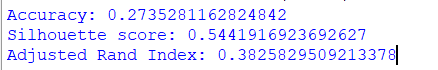 Accuracy: 0.2735281162824842
Silhouette score: 0.5441916923692627
Adjusted Rand Index: 0.3825829509213378